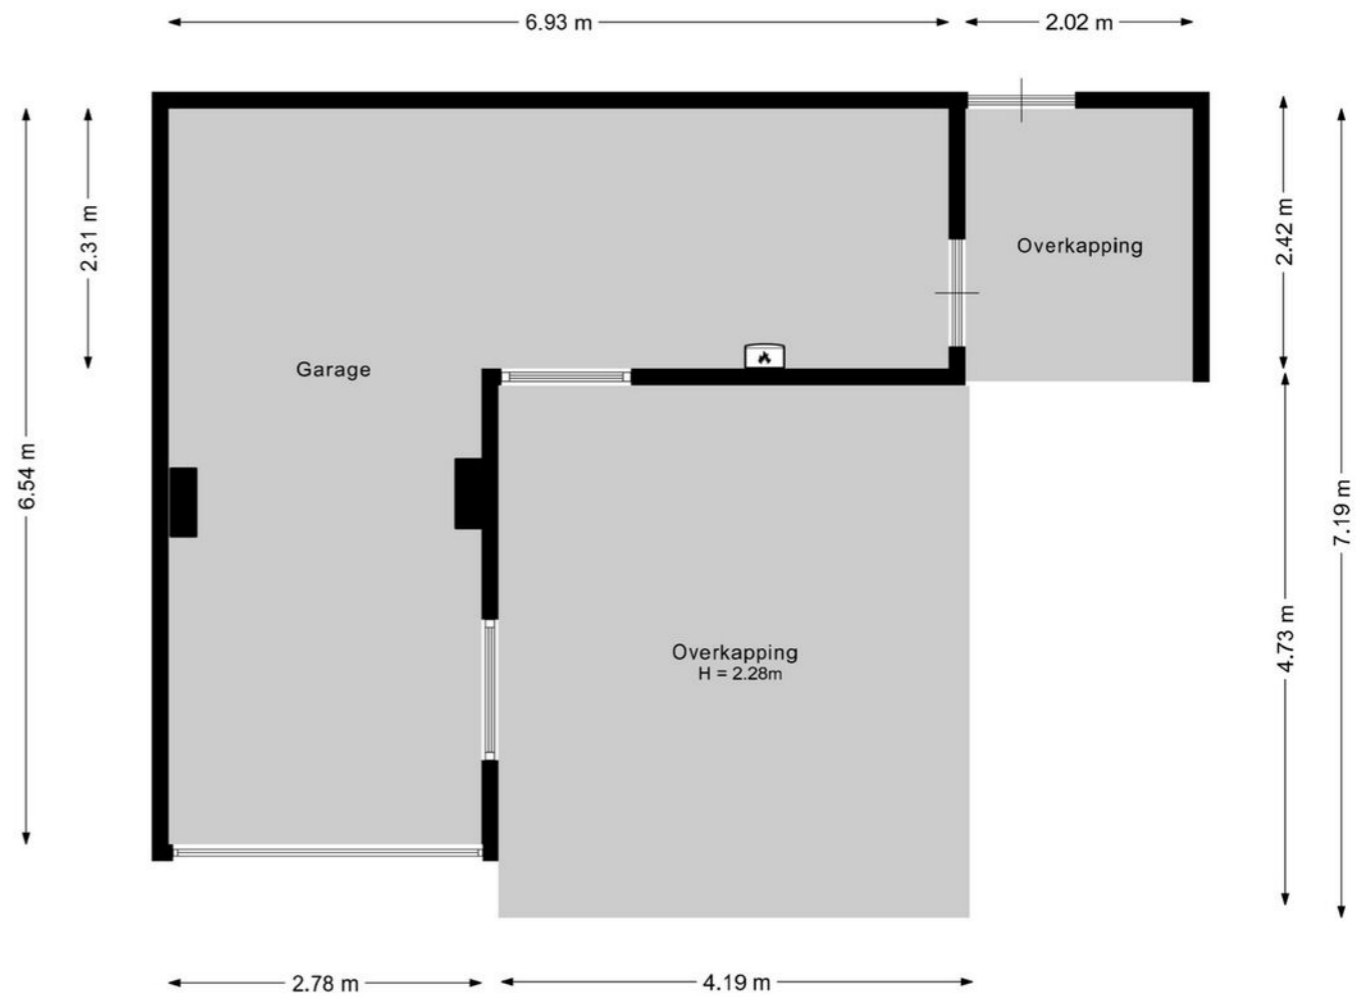 6.93 m
2.02 m
2.31 m
2.42 m
Overkapping
Garage
6.54 m
7.19 m
4.73 m
Overkapping
H = 2.28m
2.78 m
4.19 m